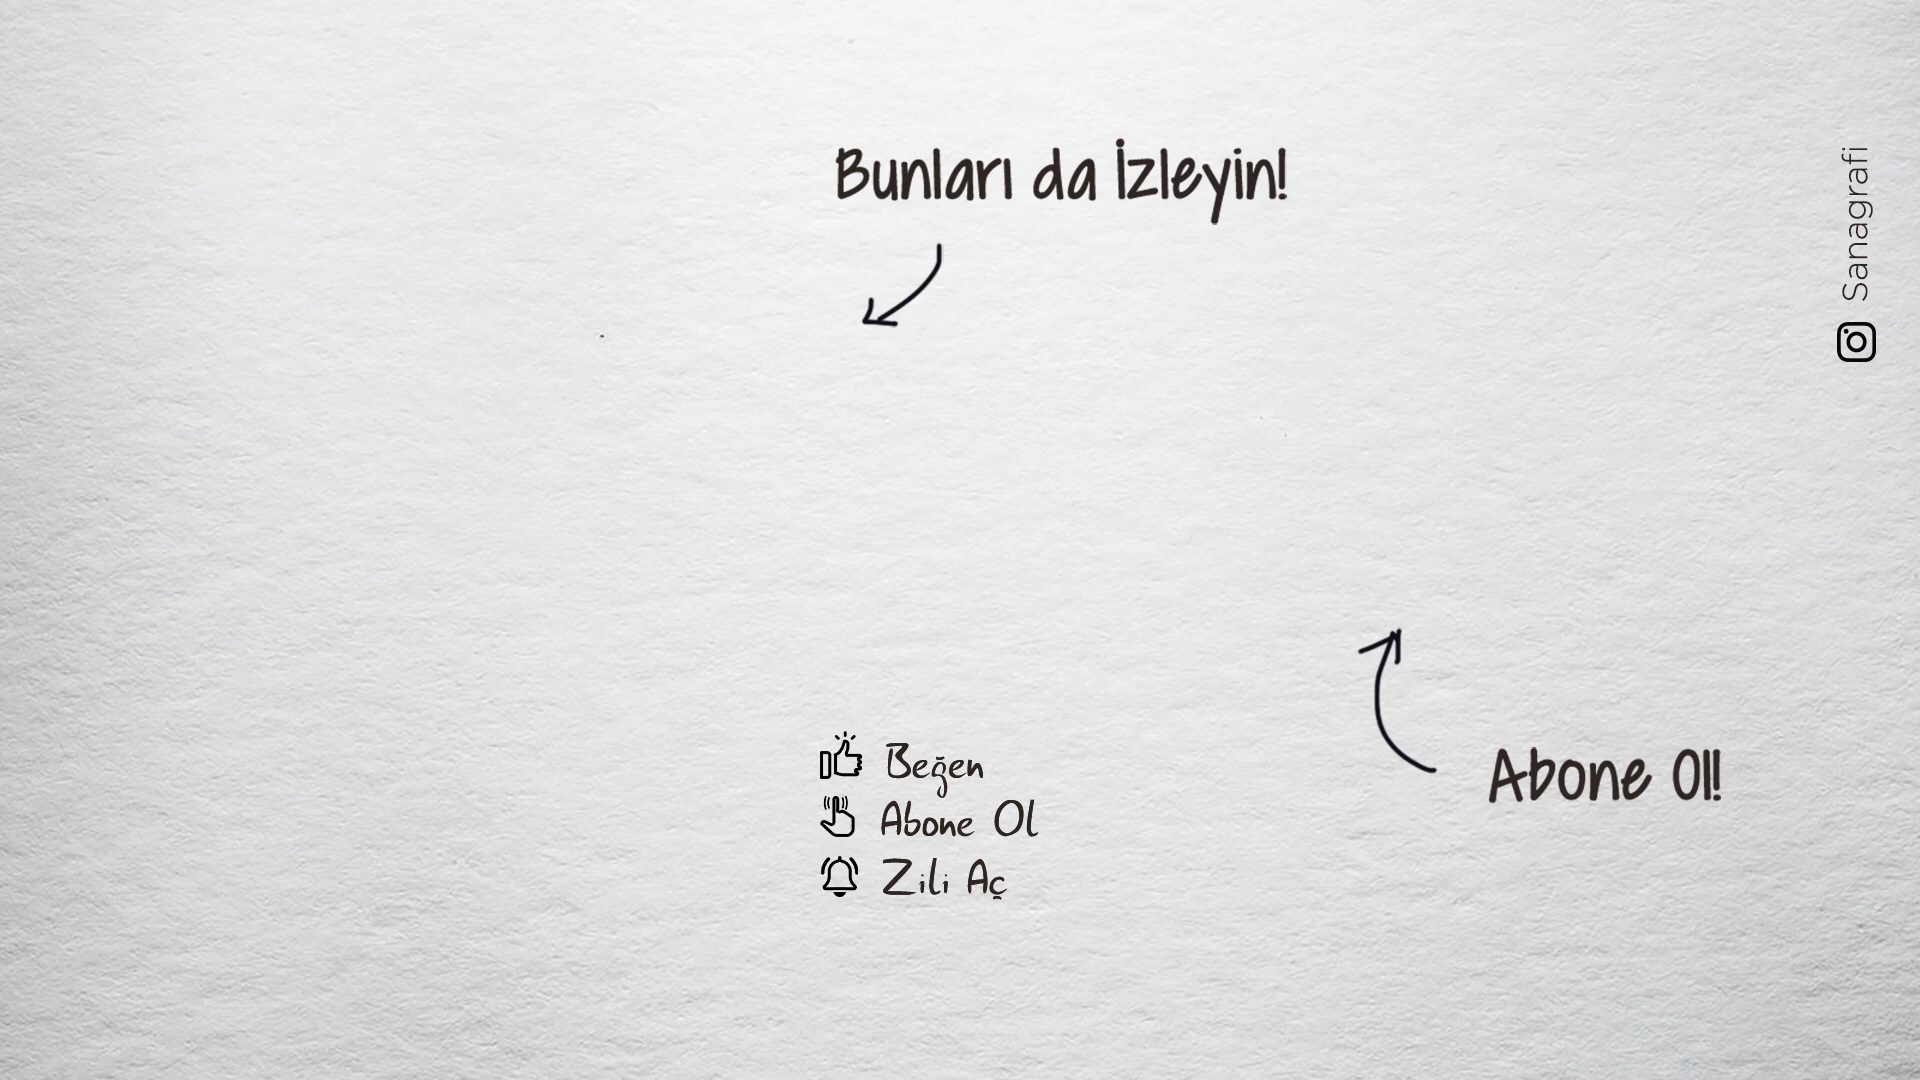 Bunları da İzleyin!
Sanagrafi
Beğen
Abone Ol
Zili Aç
Abone Ol!